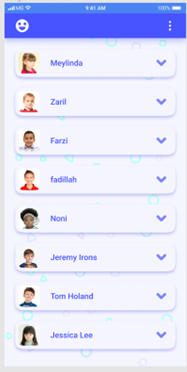 9:41 AM 100%
Meylinda
Zaril
Farzi
fadillah
Noni
Jeremy Irons
Tom Holand
Jessica Lee